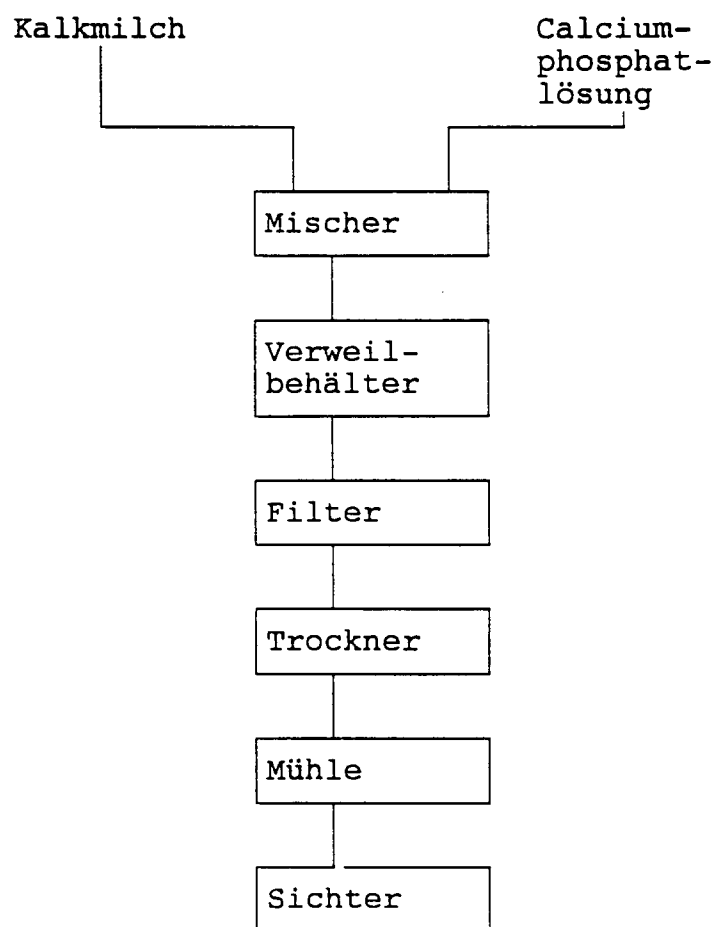 Kalkmilch
Calcium-
phosphat-
lösung
Mischer
Verweil-
behälter
Filter
Trockner
Mühle
Sichter